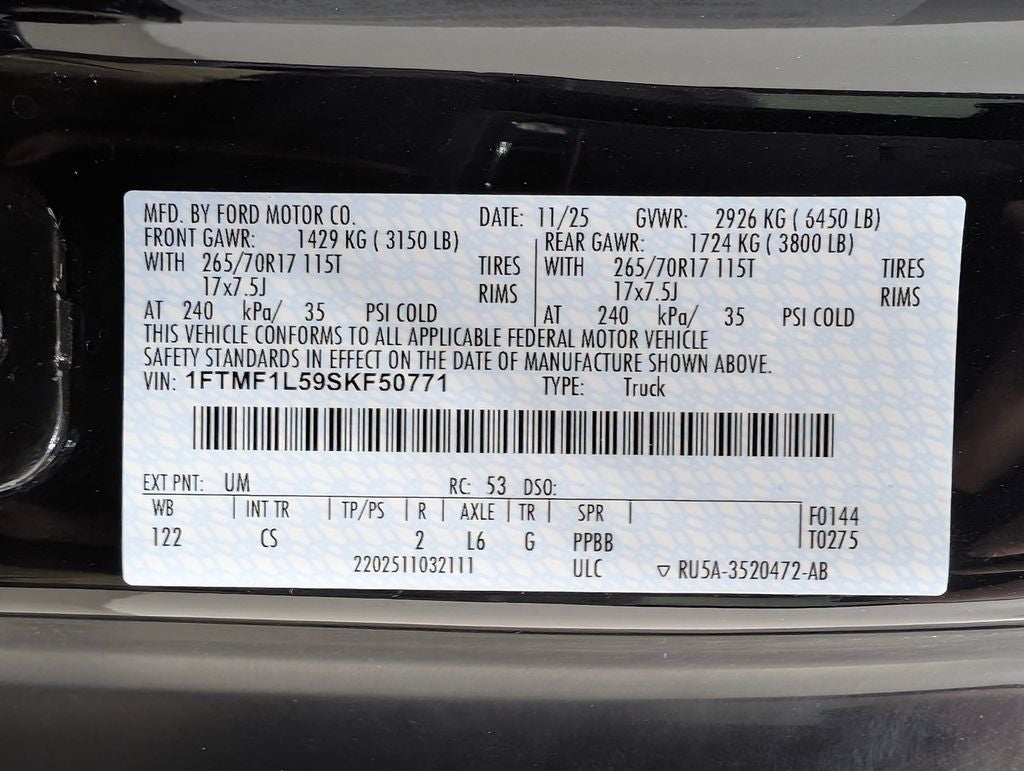 MFD. BY FORD MOTOR CO. DATE: 11/25 GVWR: 2926 KG ( 6450 LB)
FRONT GAWR: 1429 KG ( 3150 LB) REAR GAWR: 1724 KG ( 3800 LB)
WITH 265/70R17 115T TIRES WITH 265/70R17 115T TIRES
17x7.5J RIMS 17x7.5J RIMS
AT 240 kPa/ 35 PSI COLD AT 240 kPa/ 35 PSI COLD
THIS VEHICLE CONFORMS TO ALL APPLICABLE FEDERAL MOTOR VEHICLE
SAFETY STANDARDS IN EFFECT ON THE DATE OF MANUFACTURE SHOWN ABOVE.
VIN: 1FTMF1L59SKF50771 TYPE: Truck
EXT PNT: UM RC: 53 DSO:
WB | INT TR | TP/PS | R | AXLE | TR | SPR | F0144
122 CS 2 L6 G PPBB T0275
2202511032111 ULC ▽ RU5A-3520472-AB